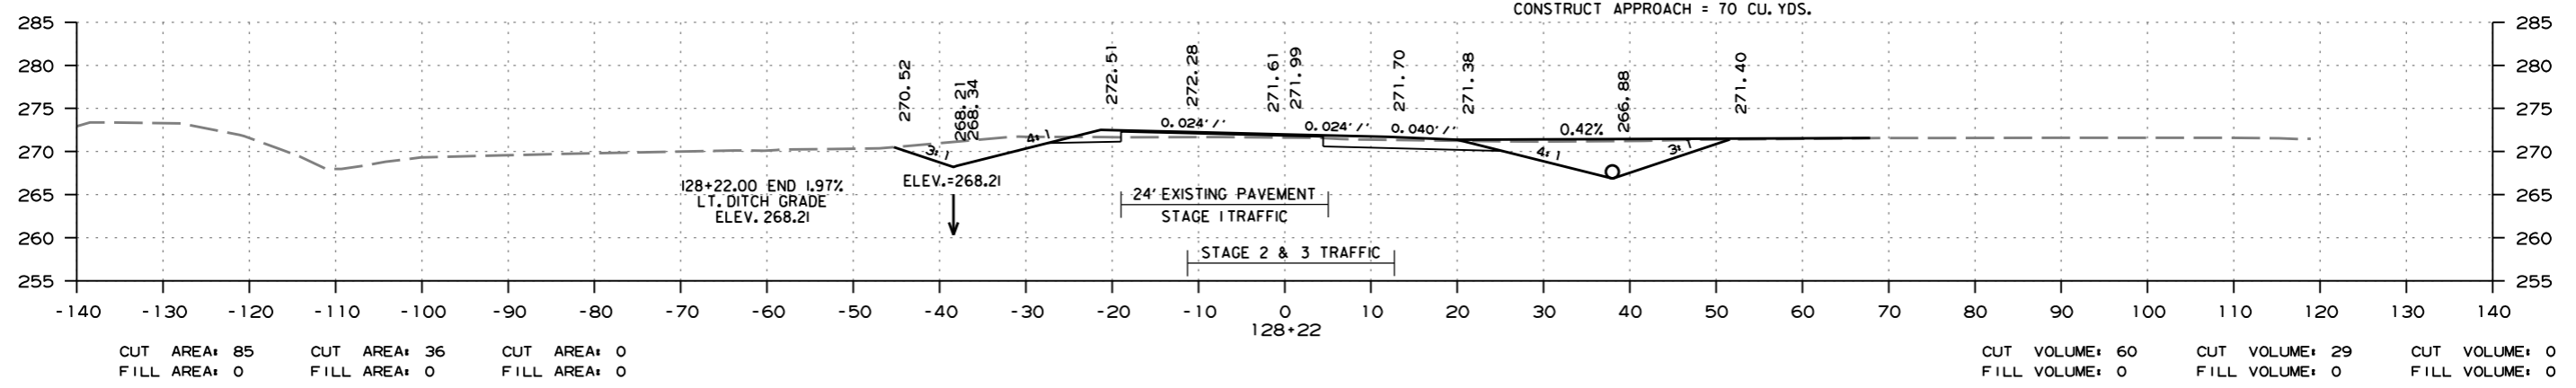 CONSTRUCT APPROACH = 70 CU. YDS.
285 285
280 280
275 275
270 270
265 265
260 260
255 255
270.52
268.21
268.34
272.51
272.28
271.61
271.99
271.70
271.38
266.88
271.40
3:1
4:1
0.024'/'
0.024'/'
0.040'/'
0.42%
4:1
3:1
128+22.00 END 1.97%
LT. DITCH GRADE
ELEV. 268.21
ELEV.=268.21
24' EXISTING PAVEMENT
STAGE 1 TRAFFIC
STAGE 2 & 3 TRAFFIC
-140 -130 -120 -110 -100 -90 -80 -70 -60 -50 -40 -30 -20 -10 0 10 20 30 40 50 60 70 80 90 100 110 120 130 140
128+22
CUT AREA: 85 CUT AREA: 36 CUT AREA: 0 CUT VOLUME: 60 CUT VOLUME: 29 CUT VOLUME: 0
FILL AREA: 0 FILL AREA: 0 FILL AREA: 0 FILL VOLUME: 0 FILL VOLUME: 0 FILL VOLUME: 0